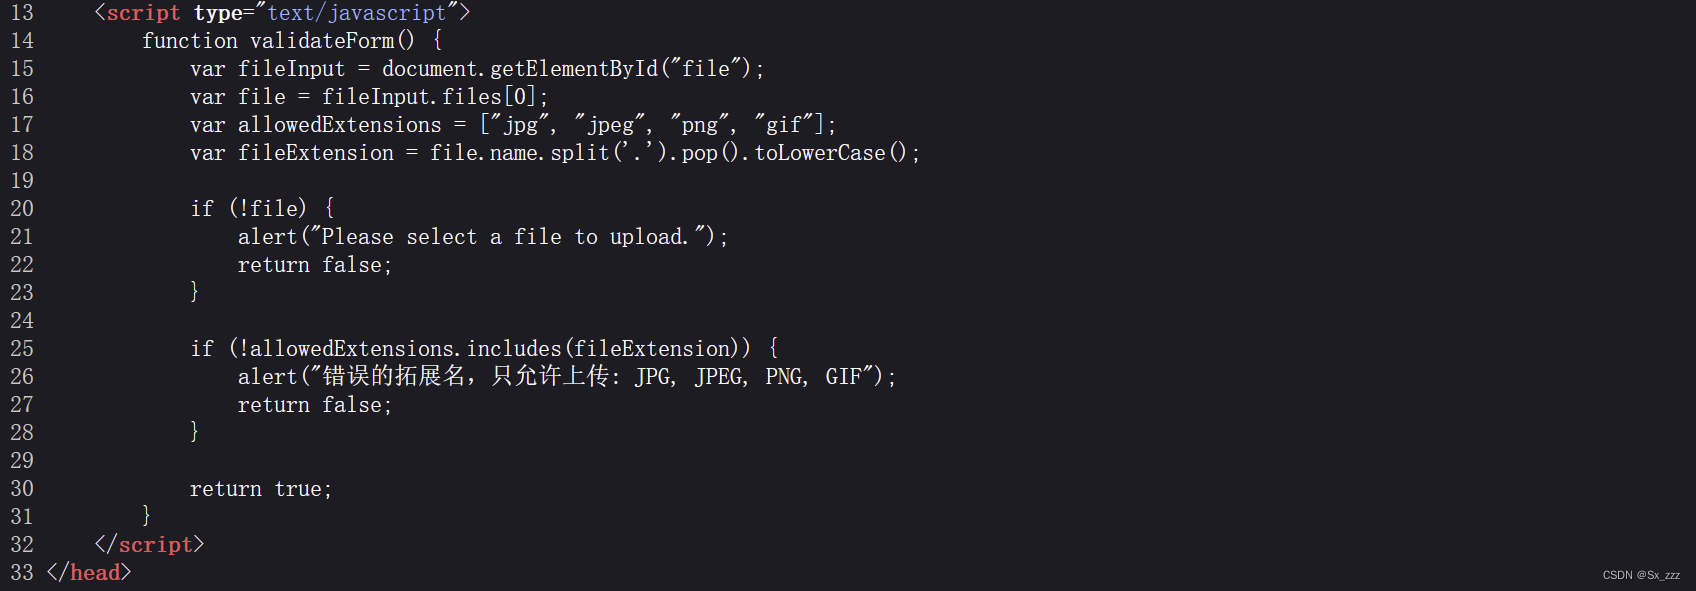 13 <script type="text/javascript">
14 function validateForm() {
15 var fileInput = document.getElementById("file");
16 var file = fileInput.files[0];
17 var allowedExtensions = ["jpg", "jpeg", "png", "gif"];
18 var fileExtension = file.name.split('.').pop().toLowerCase();
19
20 if (!file) {
21 alert("Please select a file to upload.");
22 return false;
23 }
24
25 if (!allowedExtensions.includes(fileExtension)) {
26 alert("错误的拓展名，只允许上传: JPG, JPEG, PNG, GIF");
27 return false;
28 }
29
30 return true;
31 }
32 </script>
33 </head>
CSDN @Sx_zzz